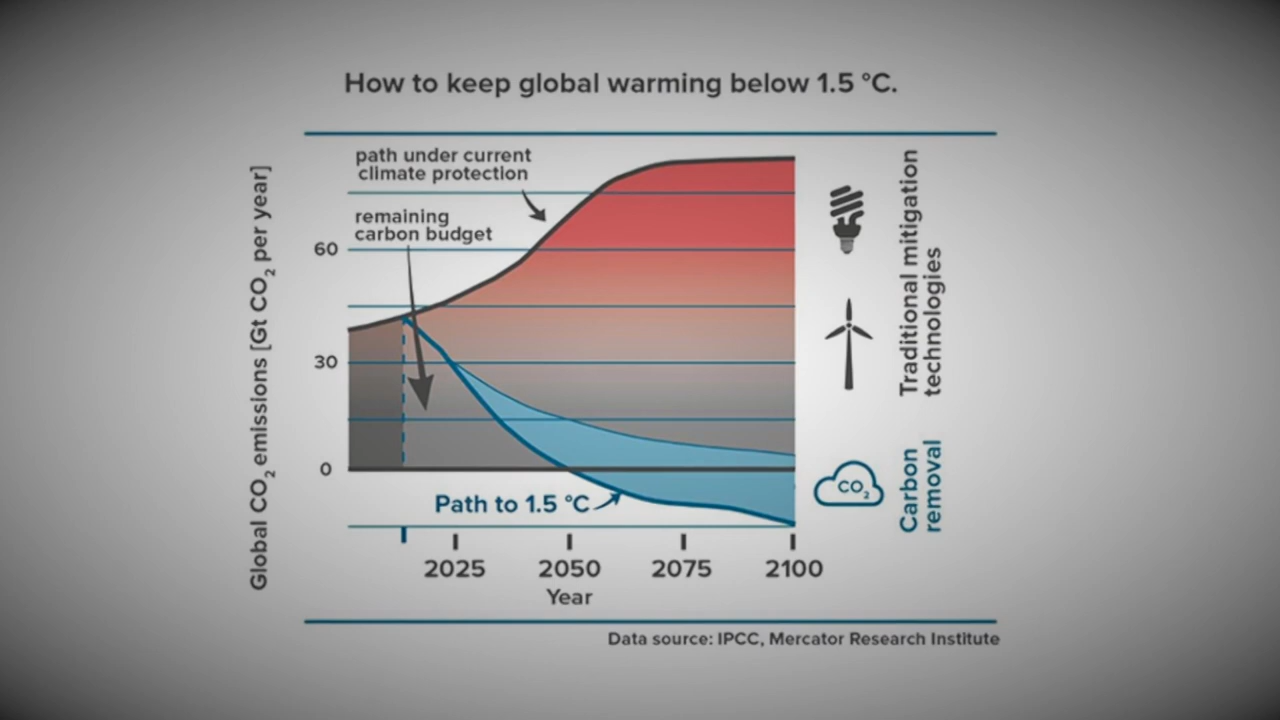 How to keep global warming below 1.5 °C.
path under current
climate protection
remaining
carbon budget
Global CO₂ emissions [Gt CO₂ per year]
60
30
0
Path to 1.5 °C
2025 2050 2075 2100
Year
Traditional mitigation
technologies
CO₂
Carbon
removal
Data source: IPCC, Mercator Research Institute